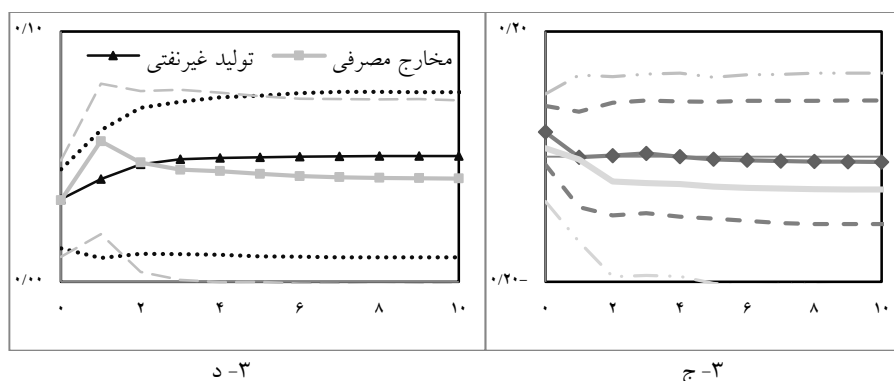 ۰/۲۰
۰/۲۰-
۰ ۲ ۴ ۶ ۸ ۱۰
۳- ج
۰/۱۰
تولید غیرنفتی مخارج مصرفی
۰/۰۰
۰ ۲ ۴ ۶ ۸ ۱۰
۳- د